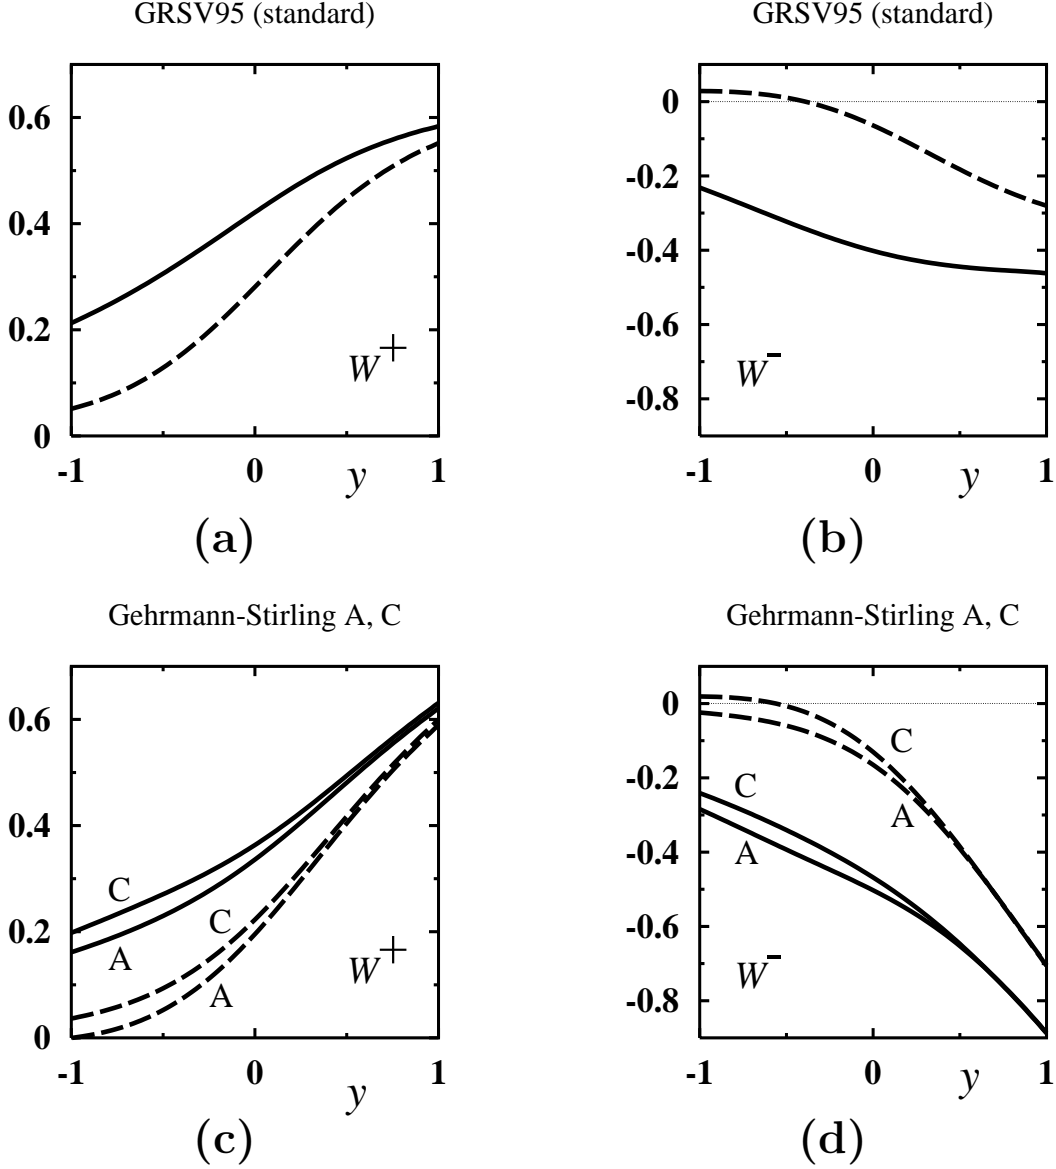 GRSV95 (standard)
0.6
0.4
0.2
0
-1 0 y 1
W+
(a)
GRSV95 (standard)
0
-0.2
-0.4
-0.6
-0.8
-1 0 y 1
W-
(b)
Gehrmann-Stirling A, C
0.6
0.4
0.2
0
-1 0 y 1
C
C
A
A
W+
(c)
Gehrmann-Stirling A, C
0
-0.2
-0.4
-0.6
-0.8
-1 0 y 1
C
C
A
A
W-
(d)